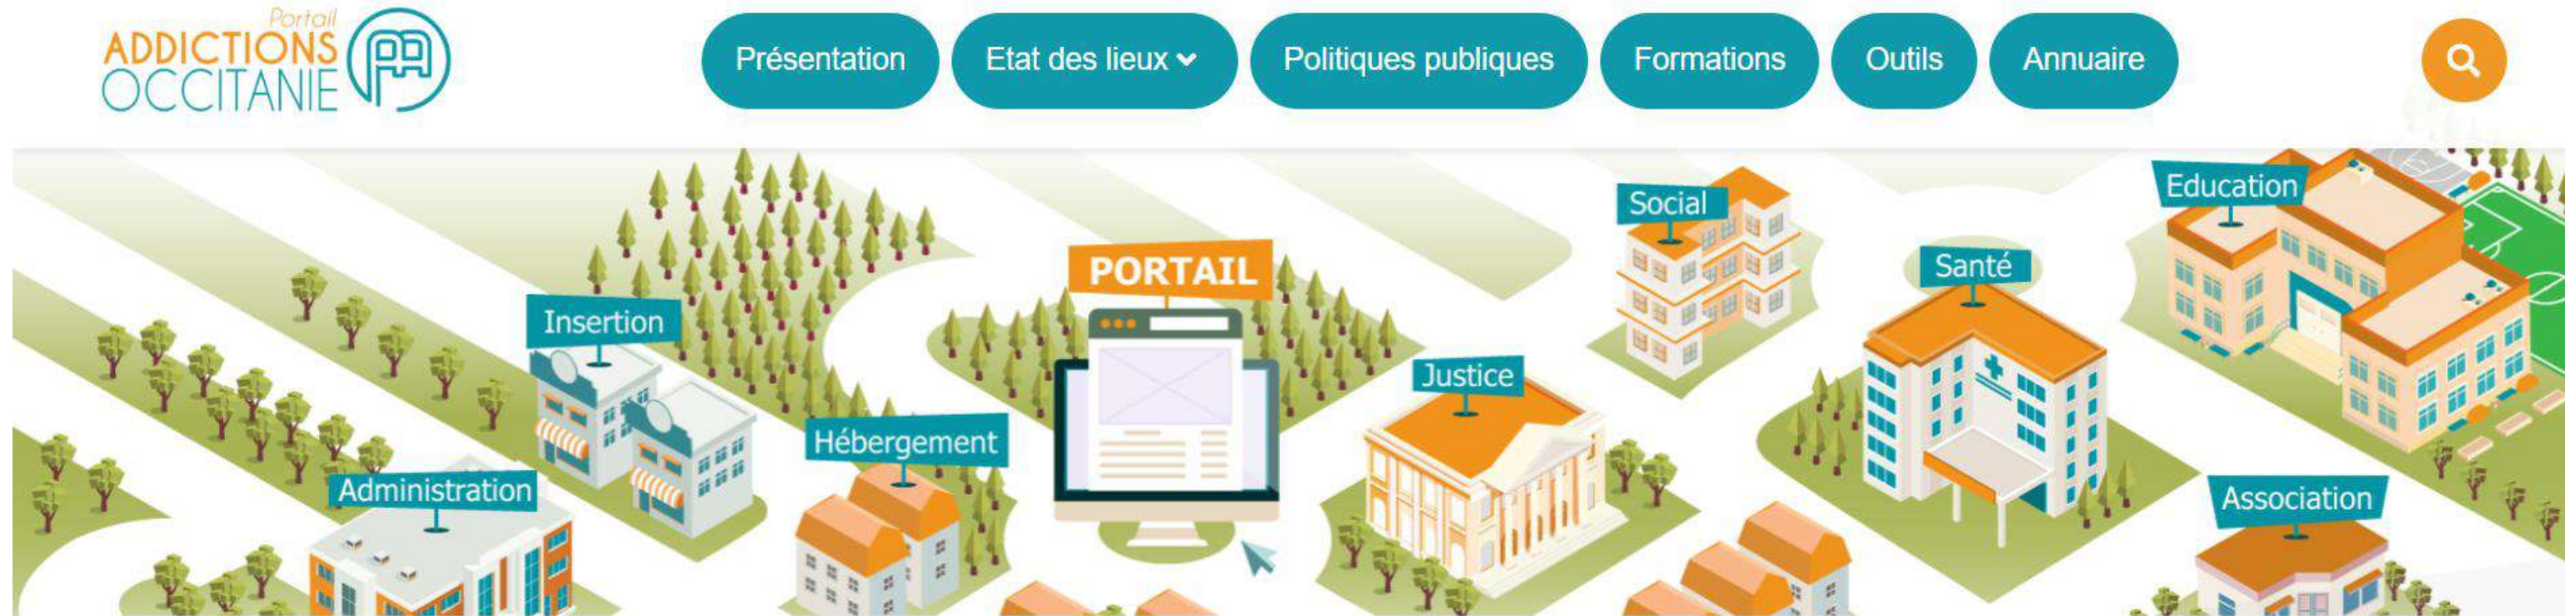 Portail
ADDICTIONS
OCCITANIE
Présentation
Etat des lieux
Politiques publiques
Formations
Outils
Annuaire
Education
Social
Santé
PORTAIL
Insertion
Justice
Hébergement
Administration
Association